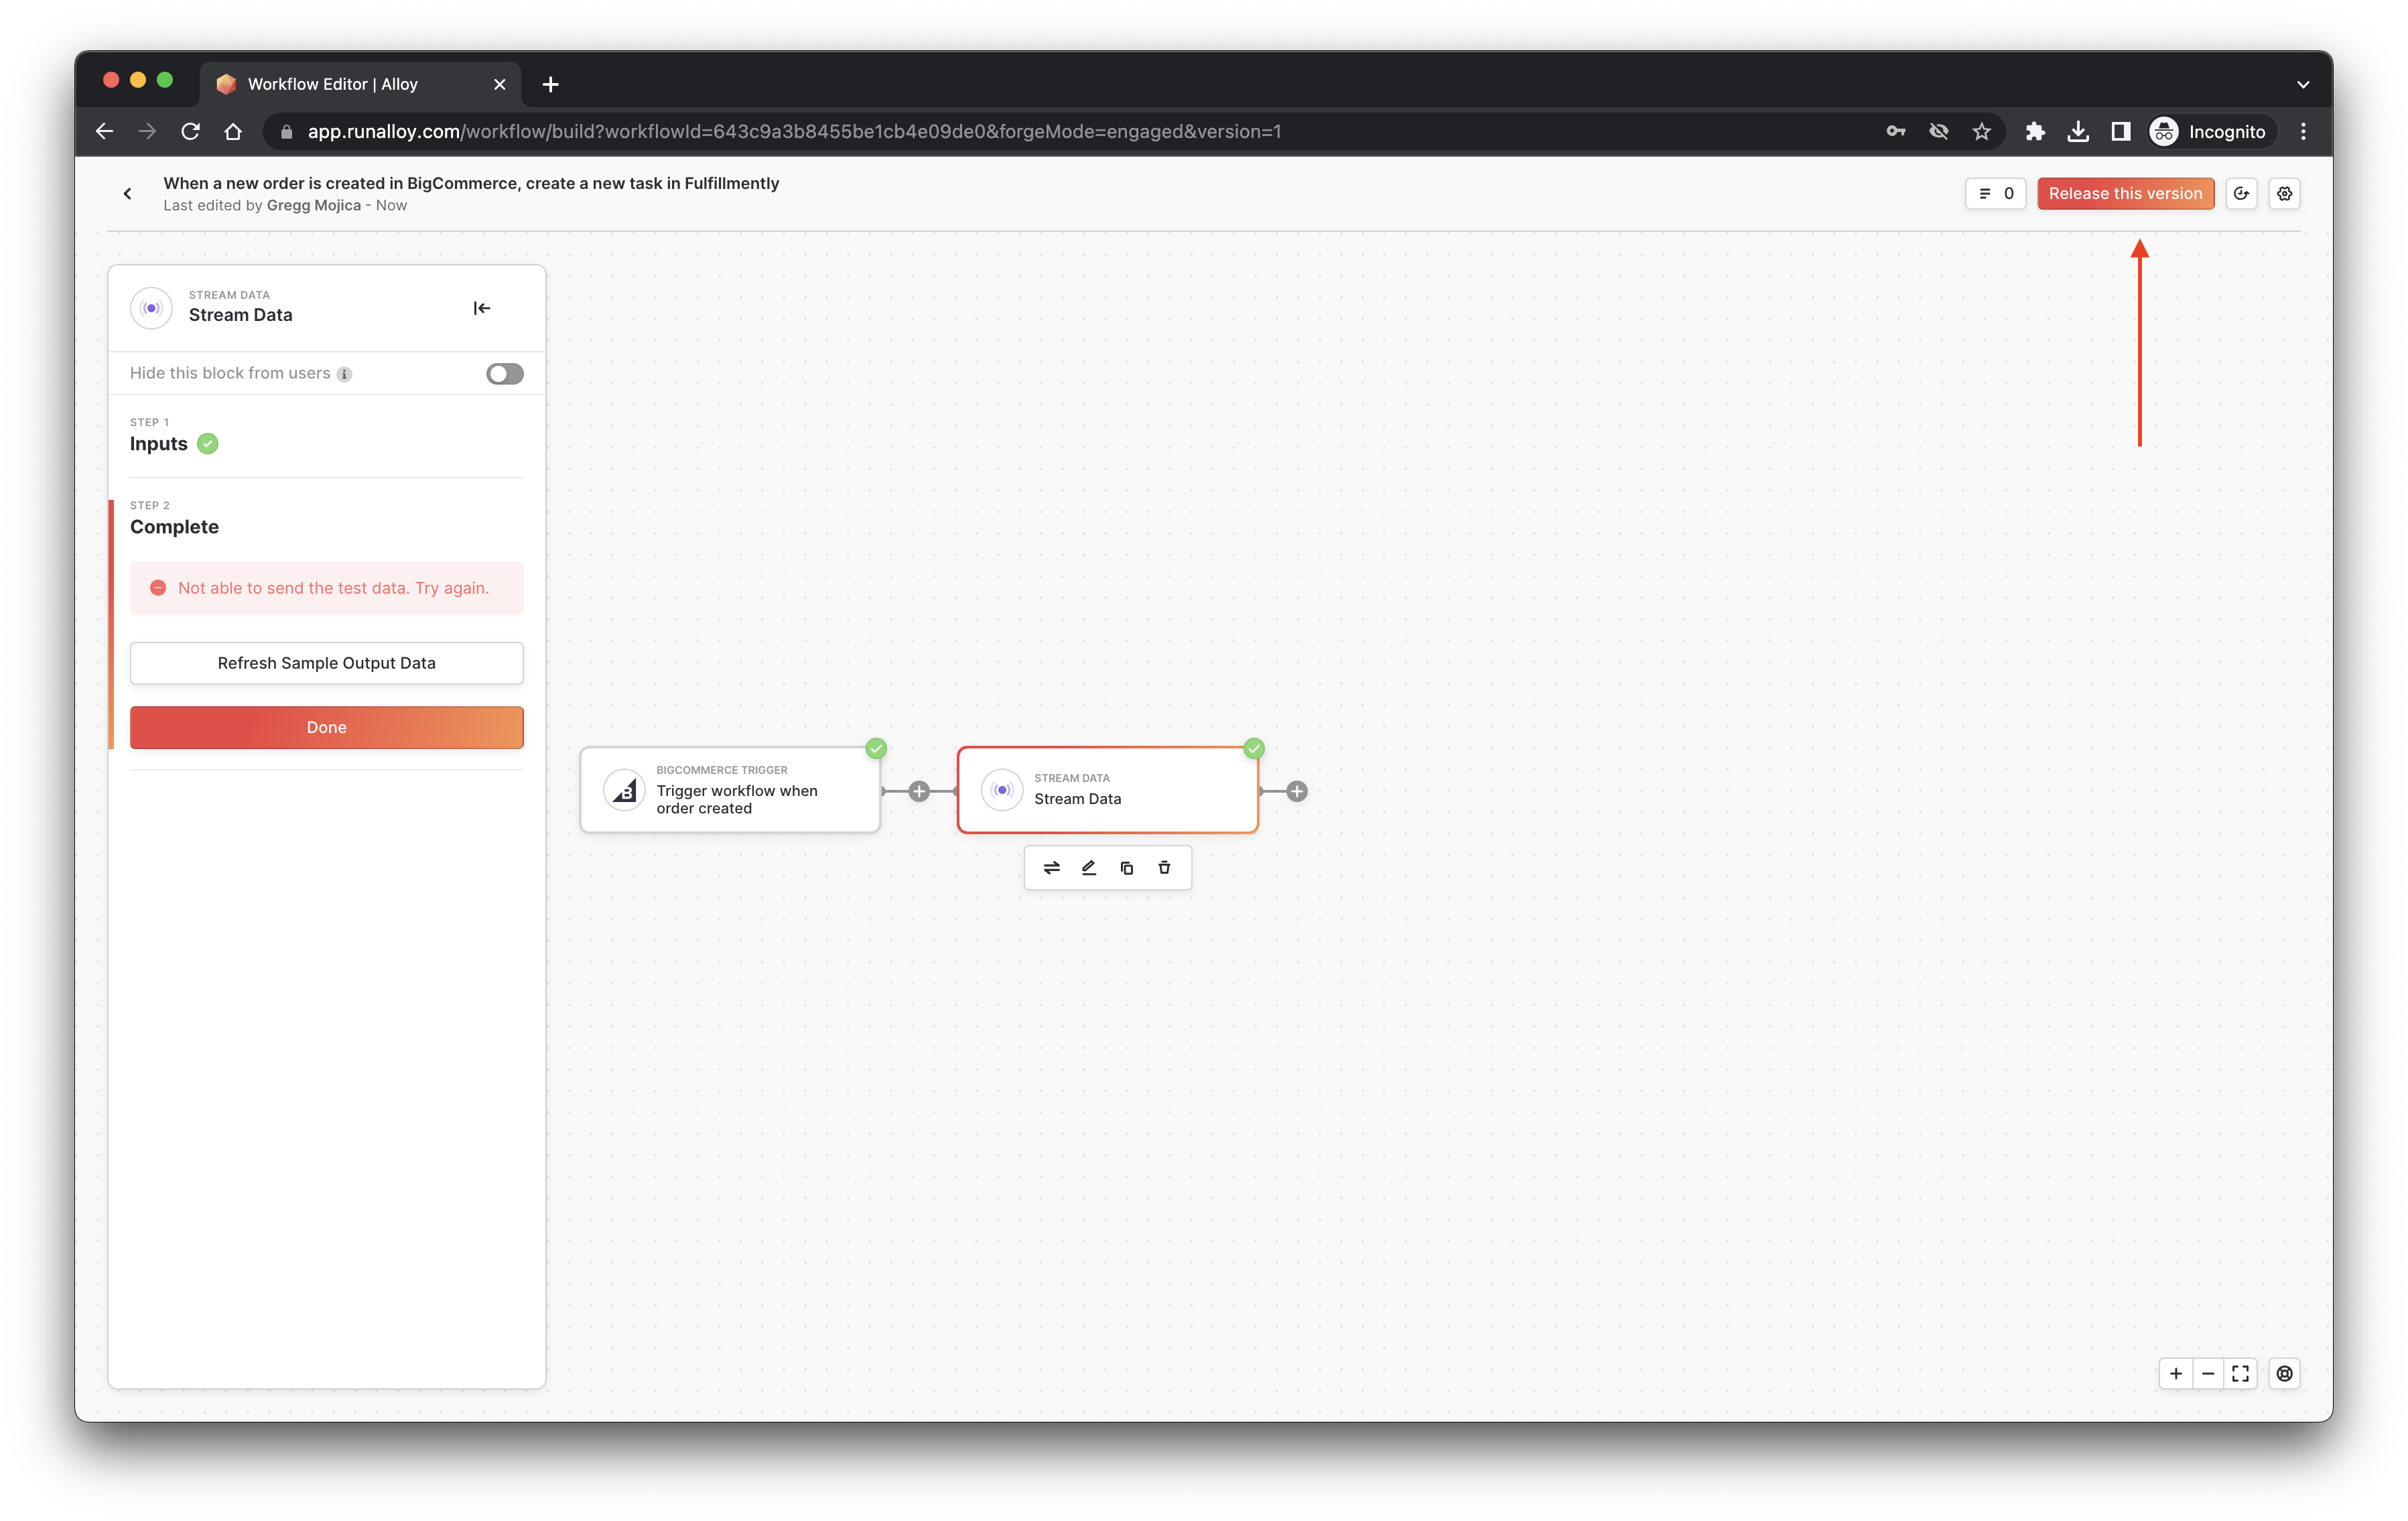 Workflow Editor | Alloy
app.runalloy.com/workflow/build?workflowId=643c9a3b8455be1cb4e09de0&forgeMode=engaged&version=1
Incognito
When a new order is created in BigCommerce, create a new task in Fulfillmently
Last edited by Gregg Mojica - Now
0
Release this version
STREAM DATA
Stream Data
Hide this block from users
STEP 1
Inputs
STEP 2
Complete
Not able to send the test data. Try again.
Refresh Sample Output Data
Done
BIGCOMMERCE TRIGGER
Trigger workflow when
order created
STREAM DATA
Stream Data